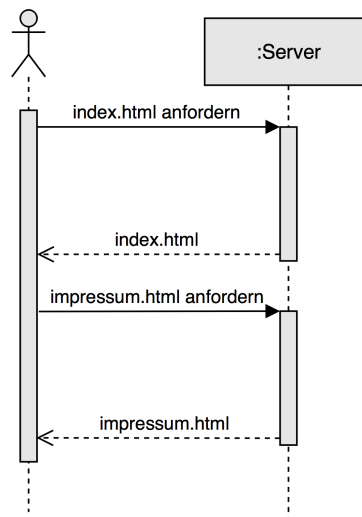 :Server
index.html anfordern
index.html
impressum.html anfordern
impressum.html